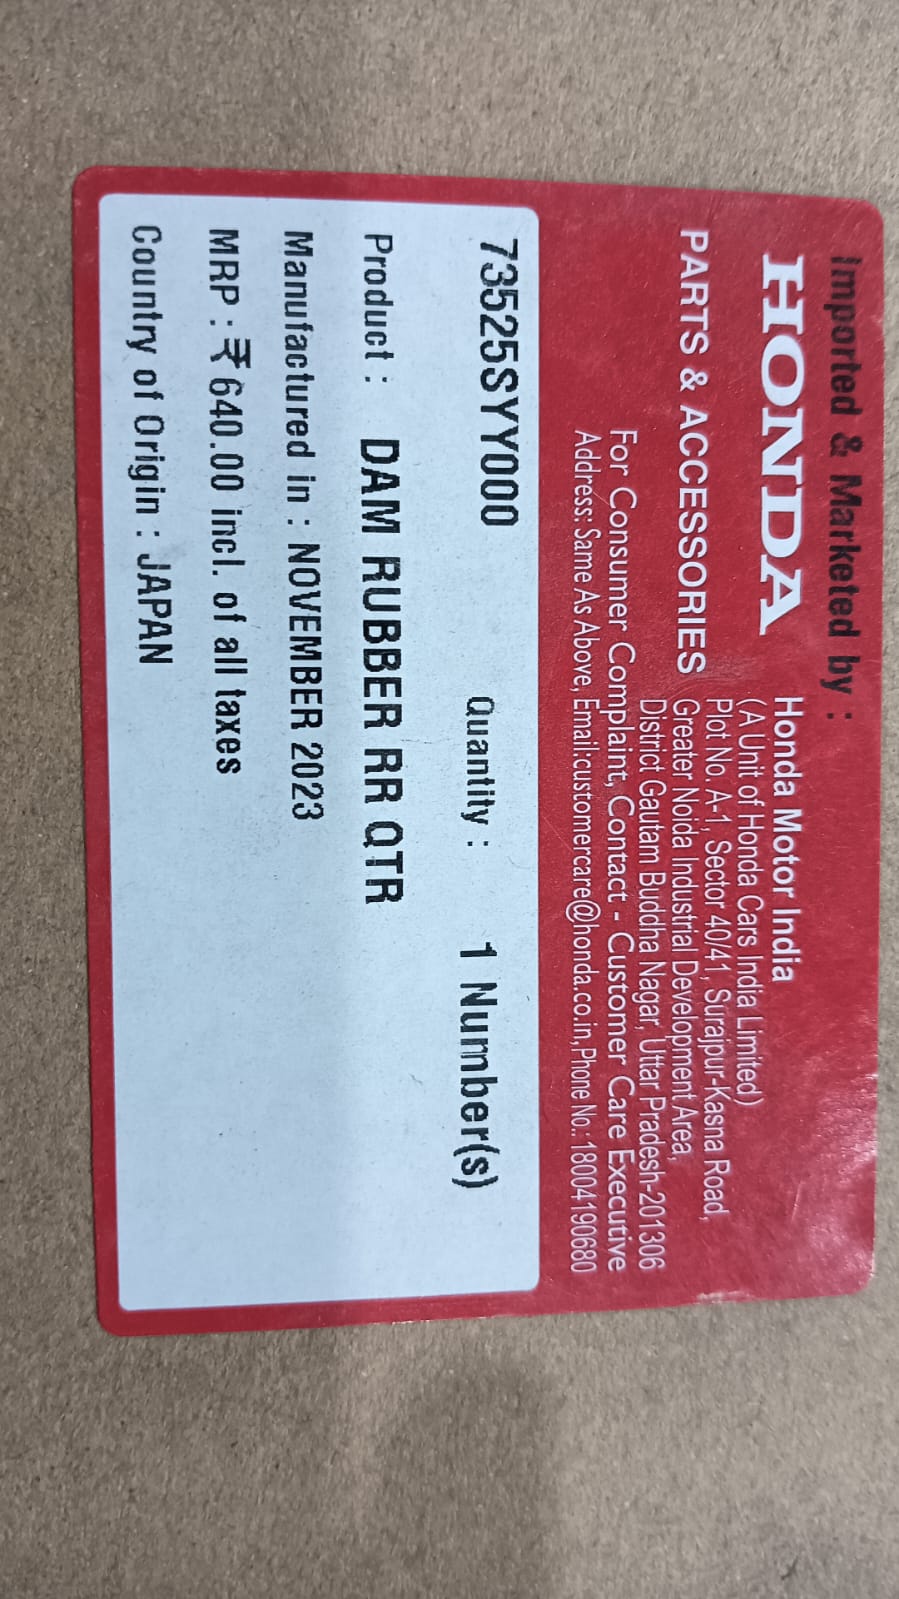 Imported & Marketed by :
HONDA
PARTS & ACCESSORIES
Honda Motor India
(A Unit of Honda Cars India Limited)
Plot No. A-1, Sector 40/41, Surajpur-Kasna Road,
Greater Noida Industrial Development Area,
District Gautam Buddha Nagar, Uttar Pradesh-201306
For Consumer Complaint, Contact - Customer Care Executive
Address: Same As Above, Email:customercare@honda.co.in, Phone No.: 18004190680
73525SYY000 Quantity : 1 Number(s)
Product : DAM RUBBER RR QTR
Manufactured in : NOVEMBER 2023
MRP : ₹640.00 incl. of all taxes
Country of Origin : JAPAN